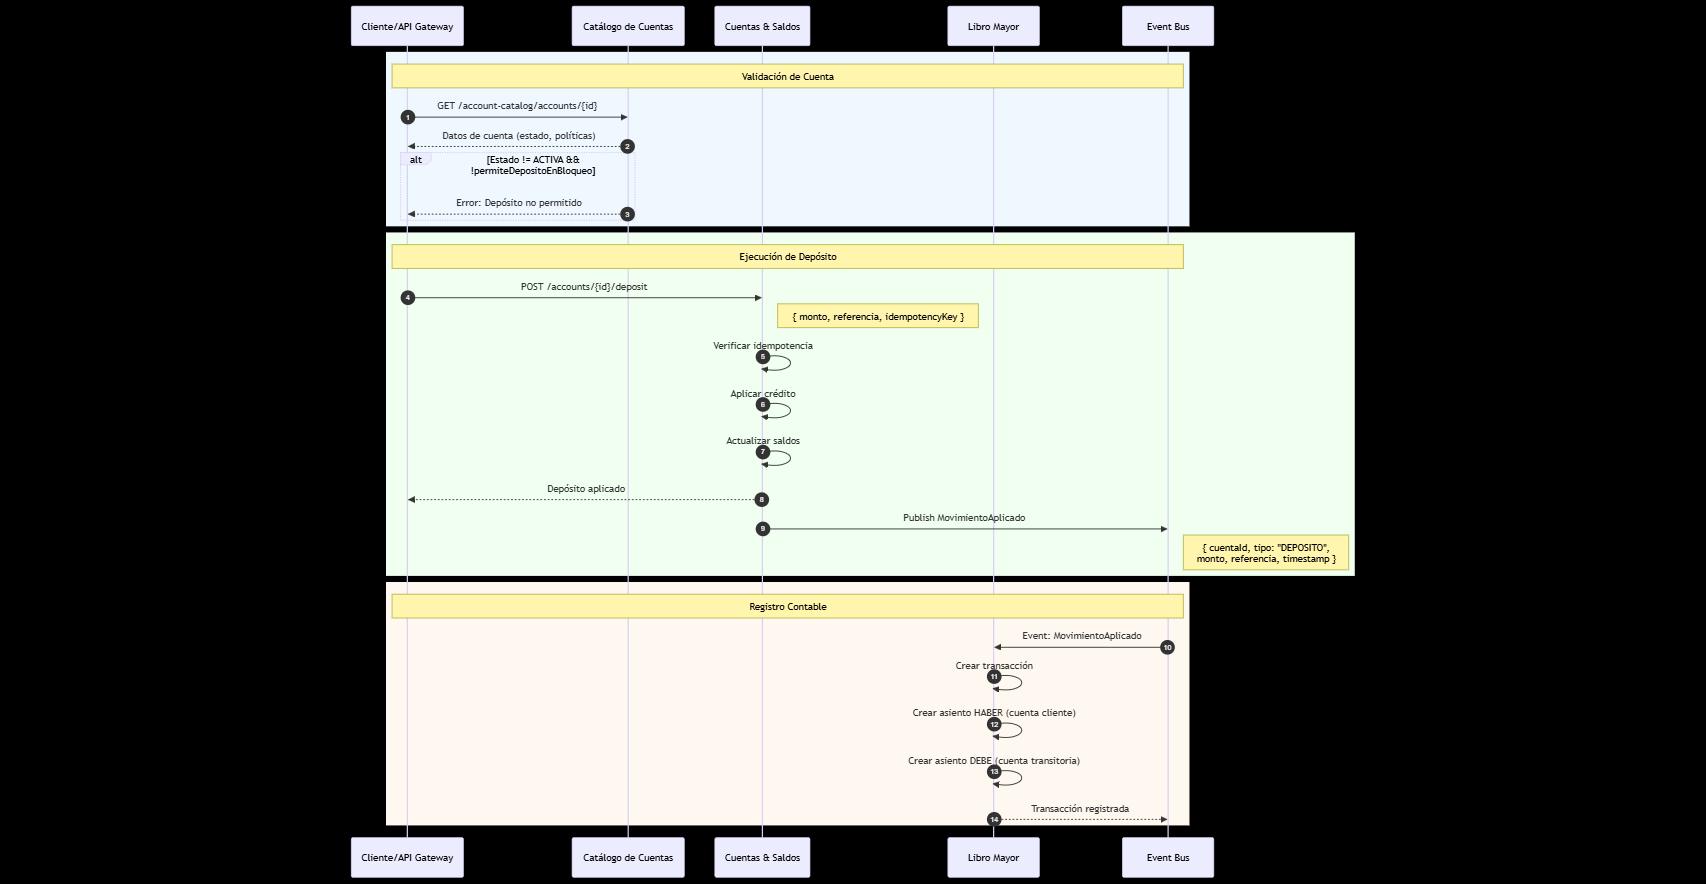 Cliente/API Gateway
Catálogo de Cuentas
Cuentas & Saldos
Libro Mayor
Event Bus
Validación de Cuenta
GET /account-catalog/accounts/{id}
1
Datos de cuenta (estado, políticas)
2
alt
[Estado != ACTIVA &&
!permiteDepositoEnBloqueo]
Error: Depósito no permitido
3
Ejecución de Depósito
POST /accounts/{id}/deposit
4
{ monto, referencia, idempotencyKey }
Verificar idempotencia
5
Aplicar crédito
6
Actualizar saldos
7
Depósito aplicado
8
Publish MovimientoAplicado
9
{ cuentaId, tipo: "DEPOSITO",
monto, referencia, timestamp }
Registro Contable
Event: MovimientoAplicado
10
Crear transacción
11
Crear asiento HABER (cuenta cliente)
12
Crear asiento DEBE (cuenta transitoria)
13
Transacción registrada
14
Cliente/API Gateway
Catálogo de Cuentas
Cuentas & Saldos
Libro Mayor
Event Bus